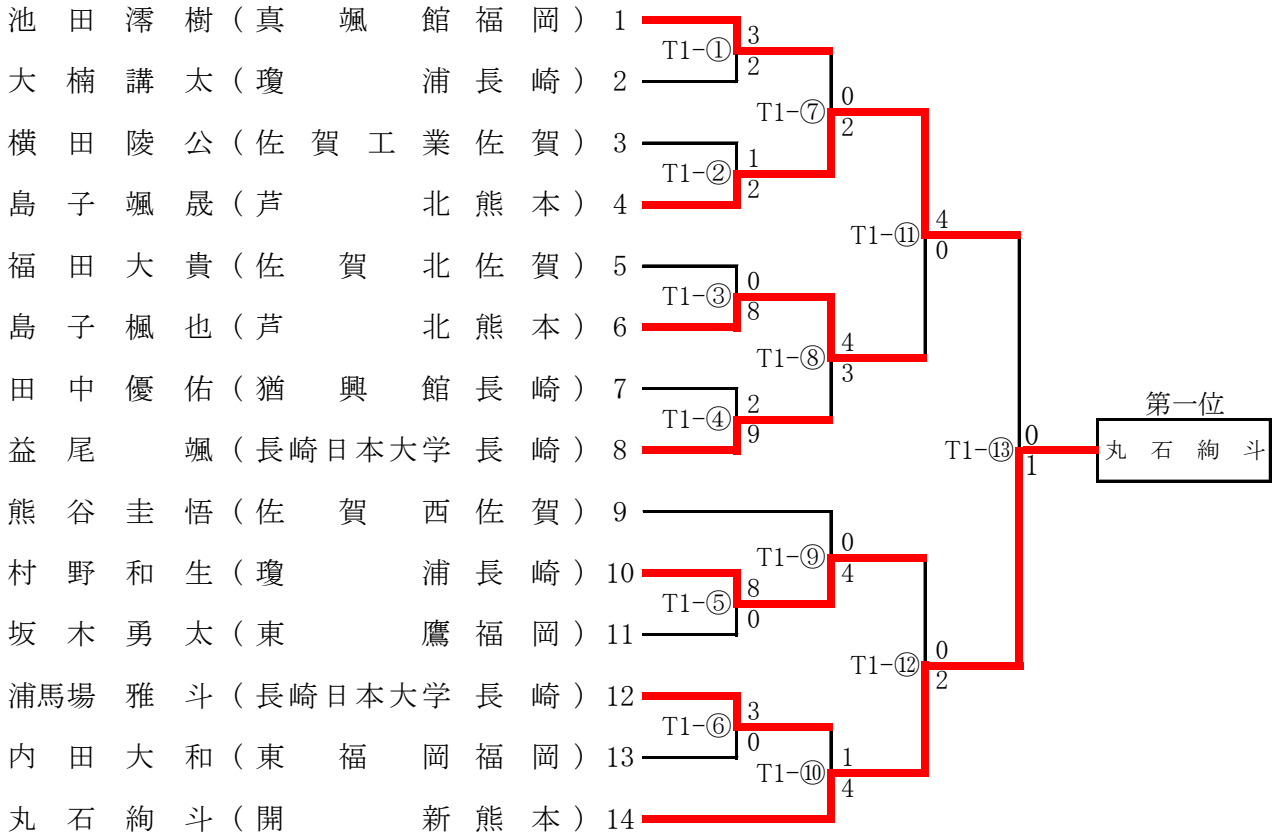 池田澪樹(真颯館福岡) 1
大楠講太(瓊浦長崎) 2
横田陵公(佐賀工業佐賀) 3
島子颯晟(芦北熊本) 4
福田大貴(佐賀北佐賀) 5
島子楓也(芦北熊本) 6
田中優佑(猶興館長崎) 7
益尾颯(長崎日本大学長崎) 8
熊谷圭悟(佐賀西佐賀) 9
村野和生(瓊浦長崎) 10
坂木勇太(東鷹福岡) 11
浦馬場雅斗(長崎日本大学長崎) 12
内田大和(東福岡福岡) 13
丸石絢斗(開新熊本) 14
T1-① 3
2
T1-② 1
2
T1-③ 0
8
T1-④ 2
9
T1-⑤ 8
0
T1-⑥ 3
0
T1-⑦ 0
2
T1-⑧ 4
3
T1-⑨ 0
4
T1-⑩ 1
4
T1-⑪ 4
0
T1-⑫ 0
2
T1-⑬ 0
1
第一位
丸石絢斗